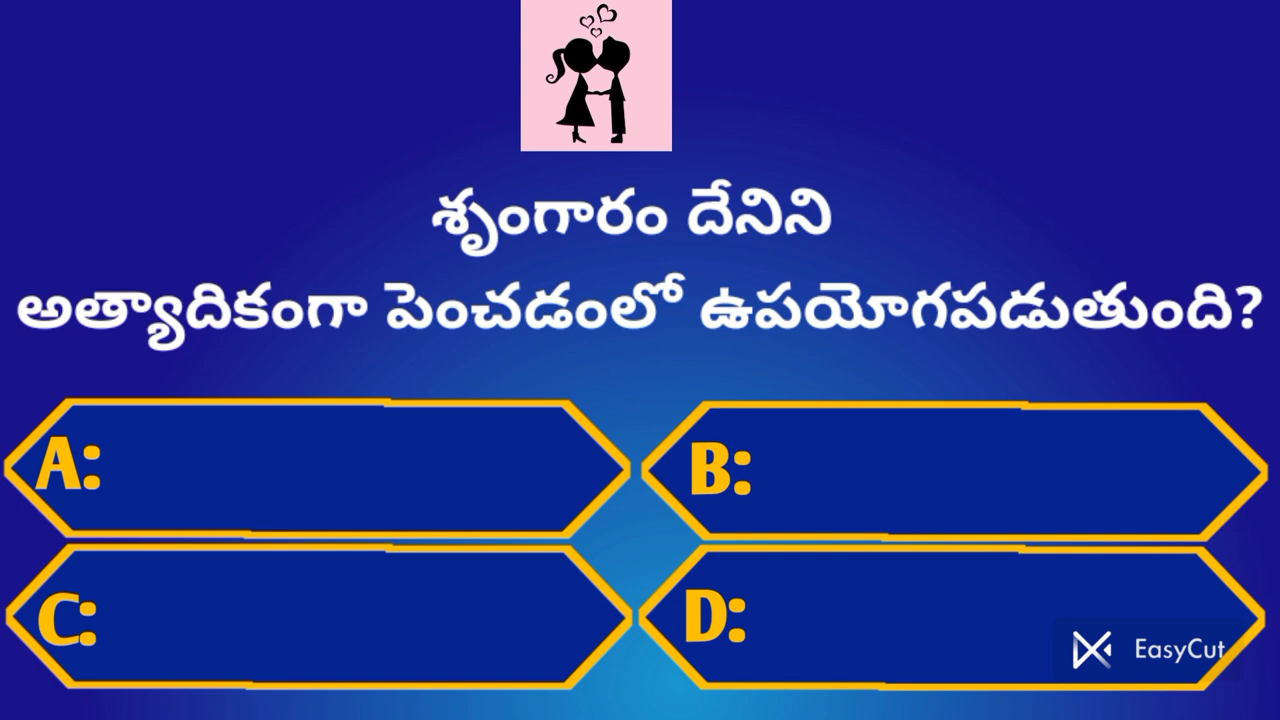 శృంగారం దేనిని
అత్యాదికంగా పెంచడంలో ఉపయోగపడుతుంది?
A:
B:
C:
D:
EasyCut